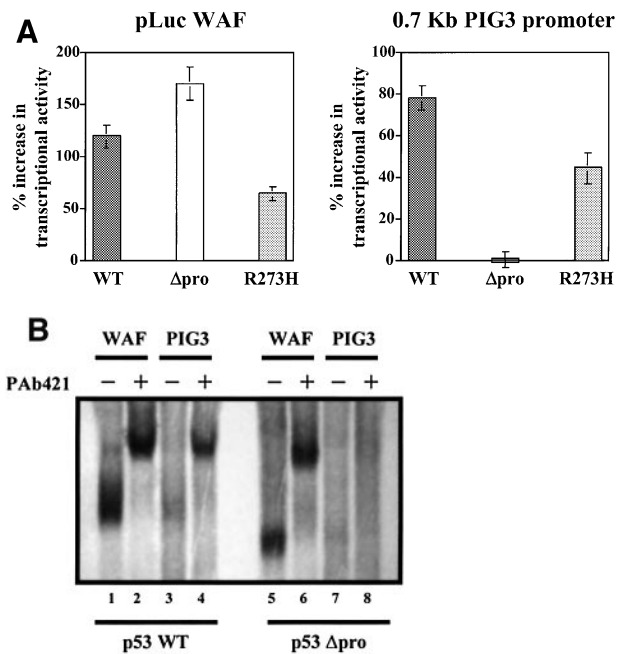 A
pLuc WAF
0.7 Kb PIG3 promoter
% increase in
transcriptional activity
200
150
100
50
0
WT Δpro R273H
% increase in
transcriptional activity
100
80
60
40
20
0
WT Δpro R273H
B
WAF PIG3 WAF PIG3
PAb421 − + − + − + − +
1 2 3 4 5 6 7 8
p53 WT p53 Δpro